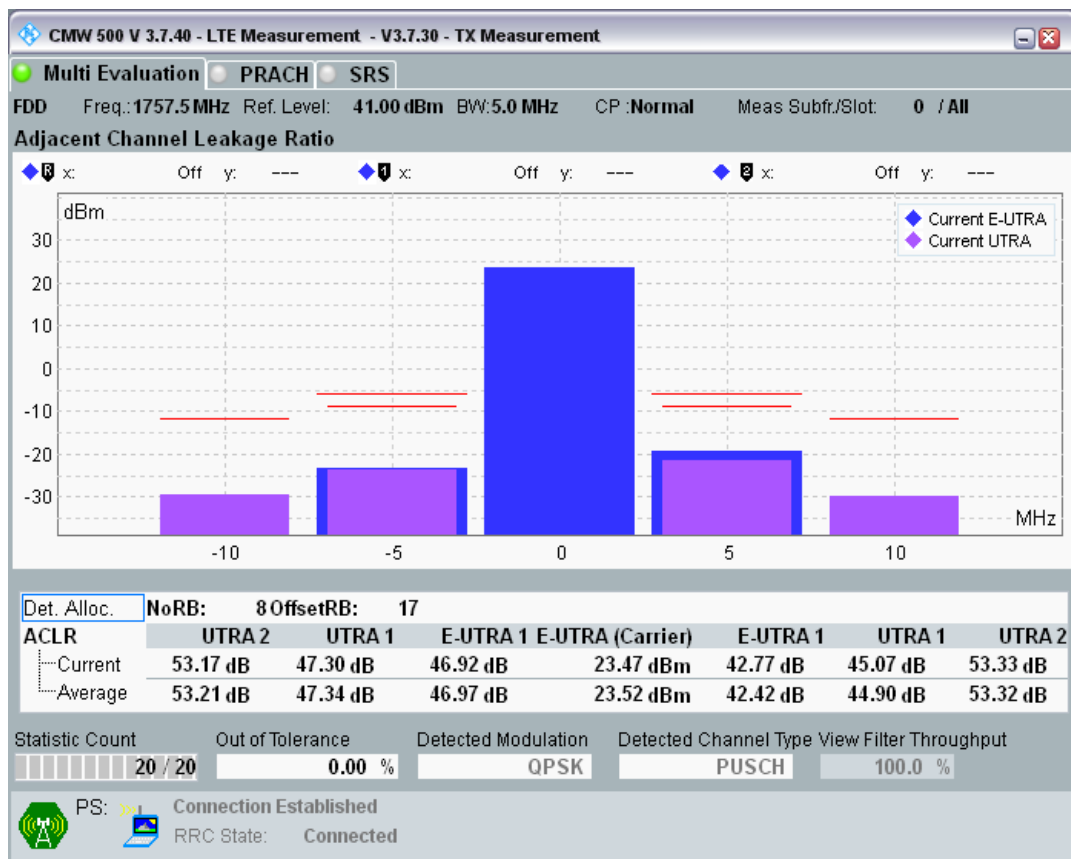 CMW 500 V 3.7.40 - LTE Measurement - V3.7.30 - TX Measurement
Multi Evaluation PRACH SRS
FDD Freq.:1757.5 MHz Ref. Level: 41.00 dBm BW:5.0 MHz CP :Normal Meas Subfr./Slot: 0 / All
Adjacent Channel Leakage Ratio
R x: Off y: --- 1 x: Off y: --- 2 x: Off y: ---
dBm
Current E-UTRA
Current UTRA
30
20
10
0
-10
-20
-30
MHz
-10 -5 0 5 10
Det. Alloc. NoRB: 8 OffsetRB: 17
ACLR UTRA 2 UTRA 1 E-UTRA 1 E-UTRA (Carrier) E-UTRA 1 UTRA 1 UTRA 2
Current 53.17 dB 47.30 dB 46.92 dB 23.47 dBm 42.77 dB 45.07 dB 53.33 dB
Average 53.21 dB 47.34 dB 46.97 dB 23.52 dBm 42.42 dB 44.90 dB 53.32 dB
Statistic Count Out of Tolerance Detected Modulation Detected Channel Type View Filter Throughput
20 / 20 0.00 % QPSK PUSCH 100.0 %
PS: Connection Established
RRC State: Connected